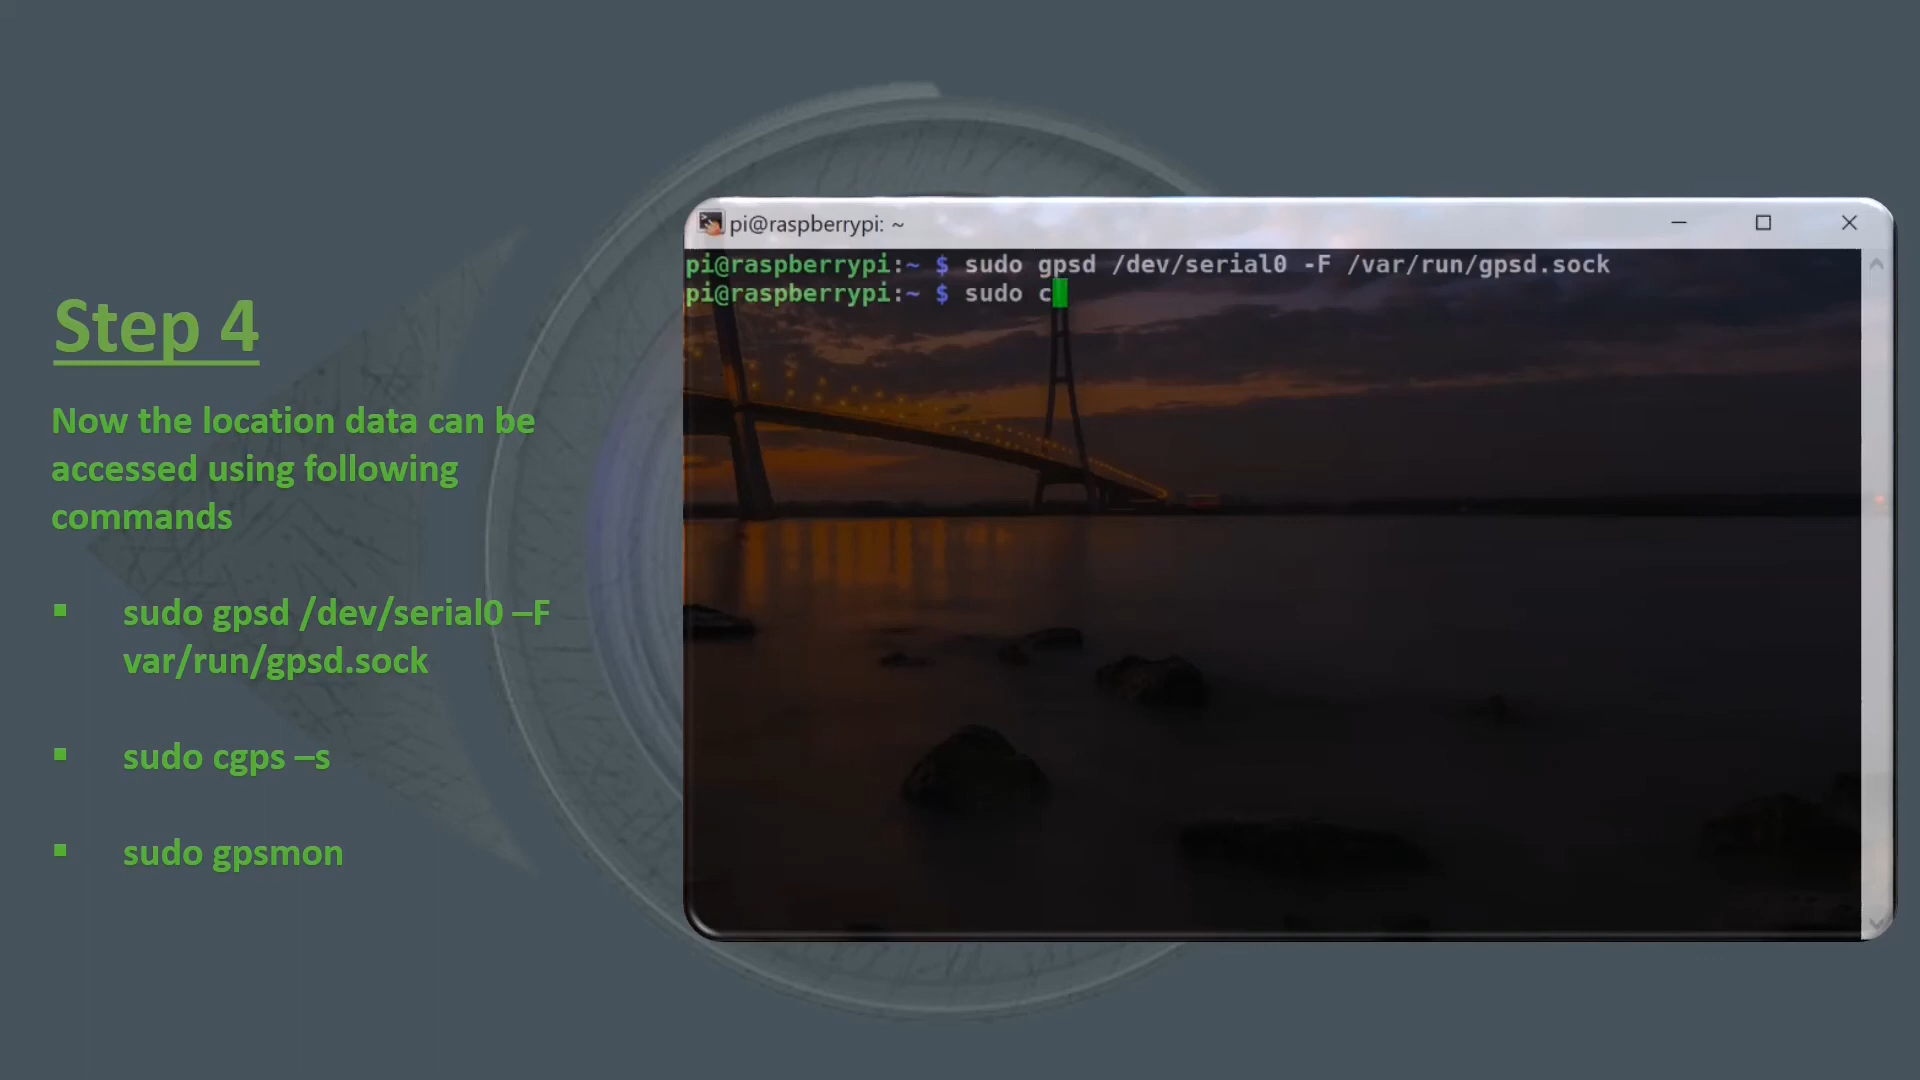 Step 4
Now the location data can be
accessed using following
commands
▪ sudo gpsd /dev/serial0 –F
var/run/gpsd.sock
▪ sudo cgps –s
▪ sudo gpsmon
pi@raspberrypi: ~
pi@raspberrypi:~ $ sudo gpsd /dev/serial0 -F /var/run/gpsd.sock
pi@raspberrypi:~ $ sudo c